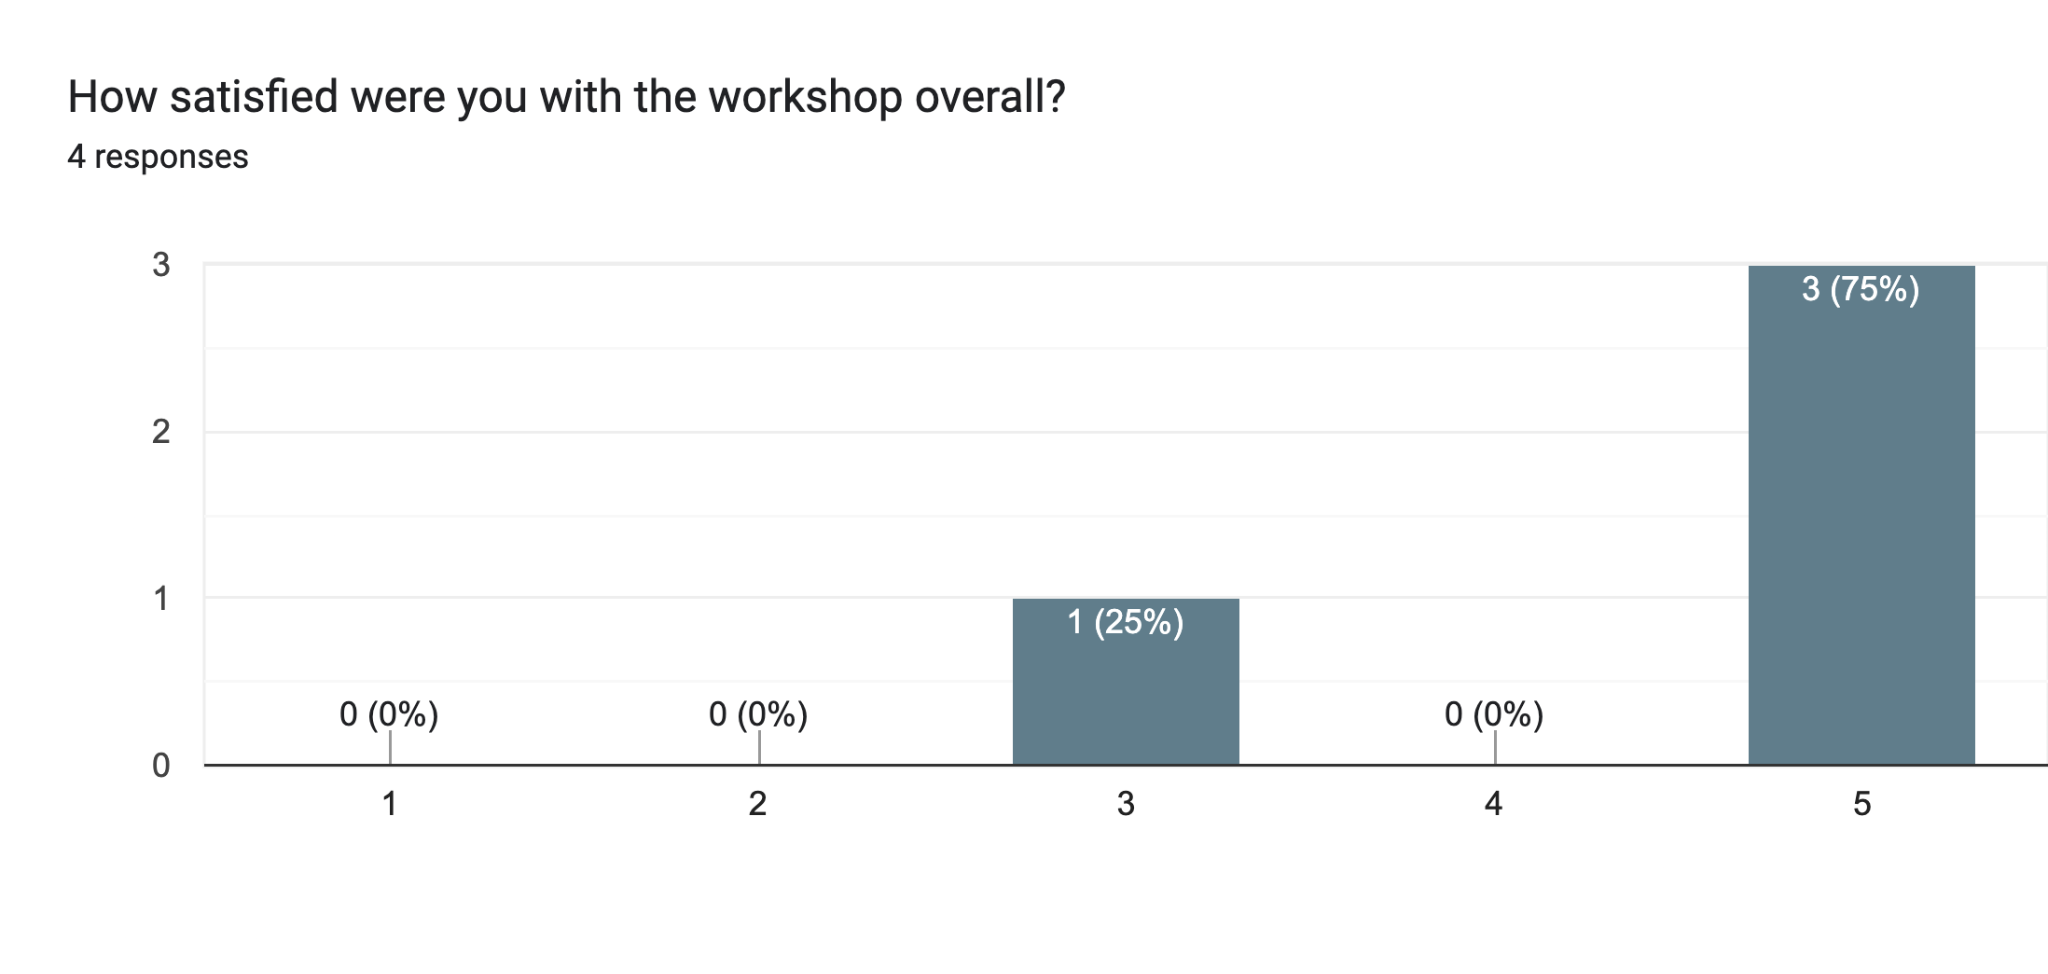 How satisfied were you with the workshop overall?
4 responses
3
3 (75%)
2
1
1 (25%)
0 (0%) 0 (0%) 0 (0%)
0
1 2 3 4 5